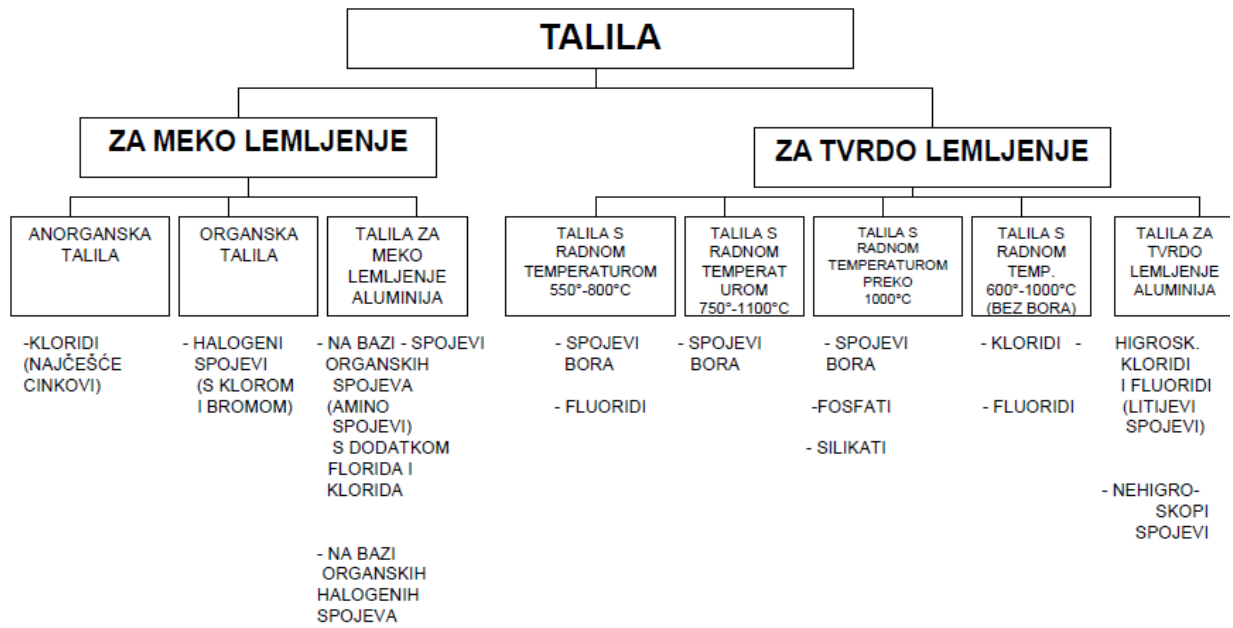 TALILA
ZA MEKO LEMLJENJE
ZA TVRDO LEMLJENJE
ANORGANSKA
TALILA
ORGANSKA
TALILA
TALILA ZA
MEKO
LEMLJENJE
ALUMINIJA
TALILA S
RADNOM
TEMPERATUROM
550°-800°C
TALILA S
RADNOM
TEMPERAT
UROM
750°-1100°C
TALILA S
RADNOM
TEMPERATUROM
PREKO
1000°C
TALILA S
RADNOM
TEMP.
600°-1000°C
(BEZ BORA)
TALILA ZA
TVRDO
LEMLJENJE
ALUMINIJA
-KLORIDI
(NAJČEŠĆE
CINKOVI)
- HALOGENI
SPOJEVI
(S KLOROM
I BROMOM)
- NA BAZI - SPOJEVI
ORGANSKIH
SPOJEVA
(AMINO
SPOJEVI)
S DODATKOM
FLORIDA I
KLORIDA
- NA BAZI
ORGANSKIH
HALOGENIH
SPOJEVA
- SPOJEVI
BORA
- FLUORIDI
- SPOJEVI
BORA
- SPOJEVI
BORA
-FOSFATI
- SILIKATI
- KLORIDI -
- FLUORIDI
HIGROSK.
KLORIDI
I FLUORIDI
(LITIJEVI
SPOJEVI)
- NEHIGRO-
SKOPI
SPOJEVI